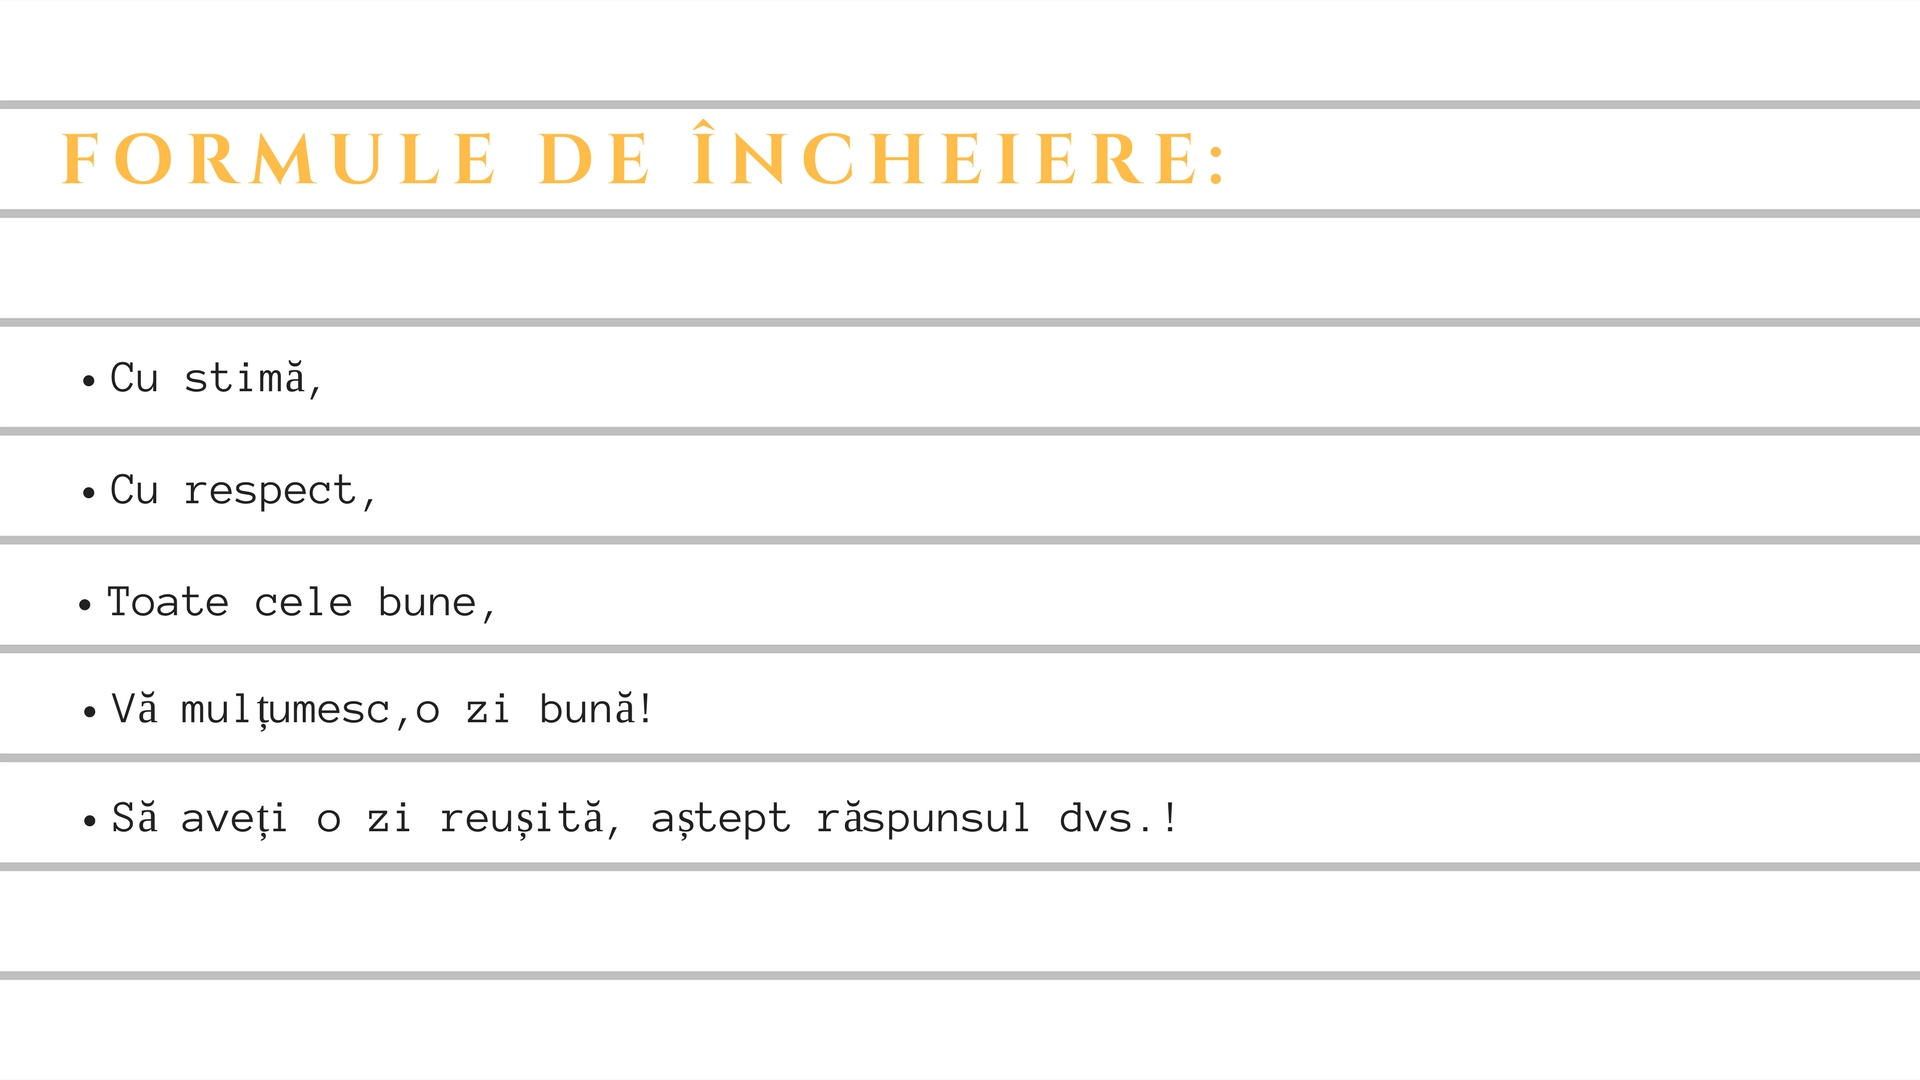 FORMULE DE ÎNCHEIERE:
• Cu stimă,
• Cu respect,
• Toate cele bune,
• Vă mulțumesc,o zi bună!
• Să aveți o zi reușită, aștept răspunsul dvs.!